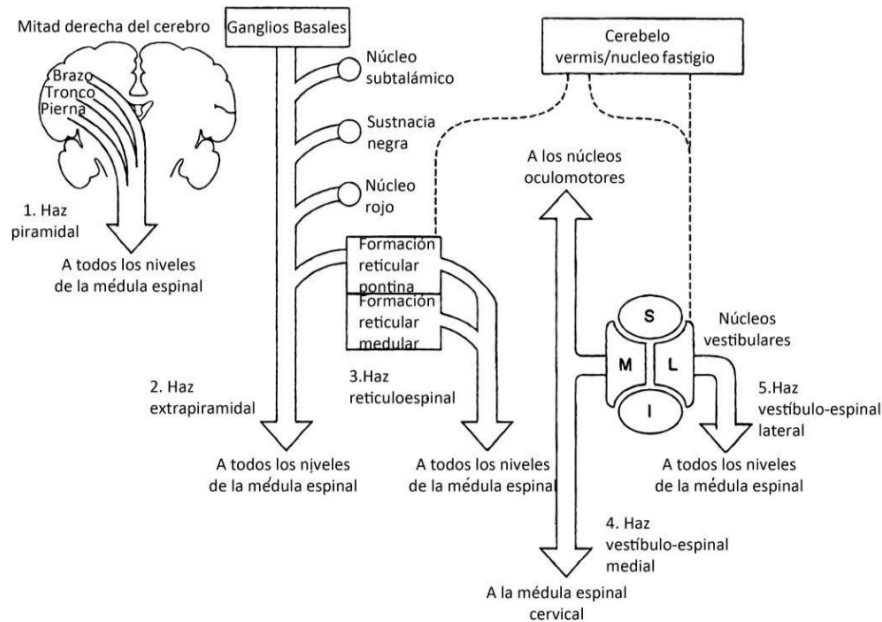 Mitad derecha del cerebro
Brazo
Tronco
Pierna
1. Haz
piramidal
A todos los niveles
de la médula espinal
Ganglios Basales
Núcleo
subtalámico
Sustnacia
negra
Núcleo
rojo
Formación
reticular
pontina
Formación
reticular
medular
2. Haz
extrapiramidal
3.Haz
reticuloespinal
A todos los niveles
de la médula espinal
A todos los niveles
de la médula espinal
Cerebelo
vermis/nucleo fastigio
A los núcleos
oculomotores
S
M
L
I
Núcleos
vestibulares
5.Haz
vestíbulo-espinal
lateral
A todos los niveles
de la médula espinal
4. Haz
vestíbulo-espinal
medial
A la médula espinal
cervical